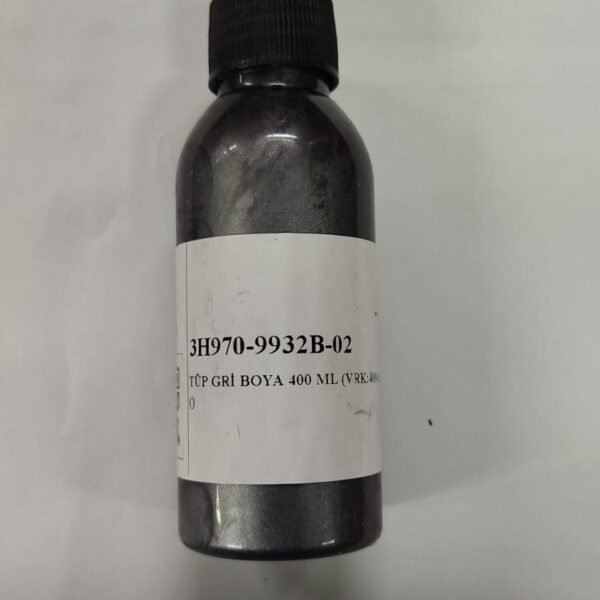 3H970-9932B-02
TÜP GRİ BOYA 400 ML (VRK:
0